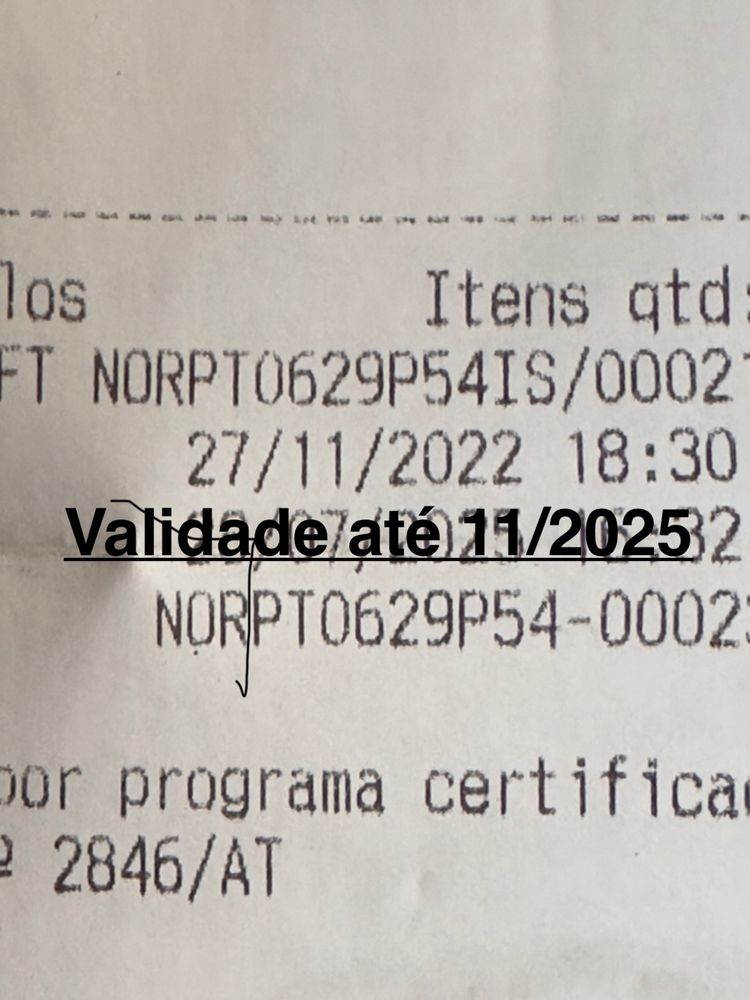 los Itens qtd:
FT NORPT0629P54IS/0002
27/11/2022 18:30
Validade até 11/2025
NORPT0629P54-0002
por programa certifica
º 2846/AT